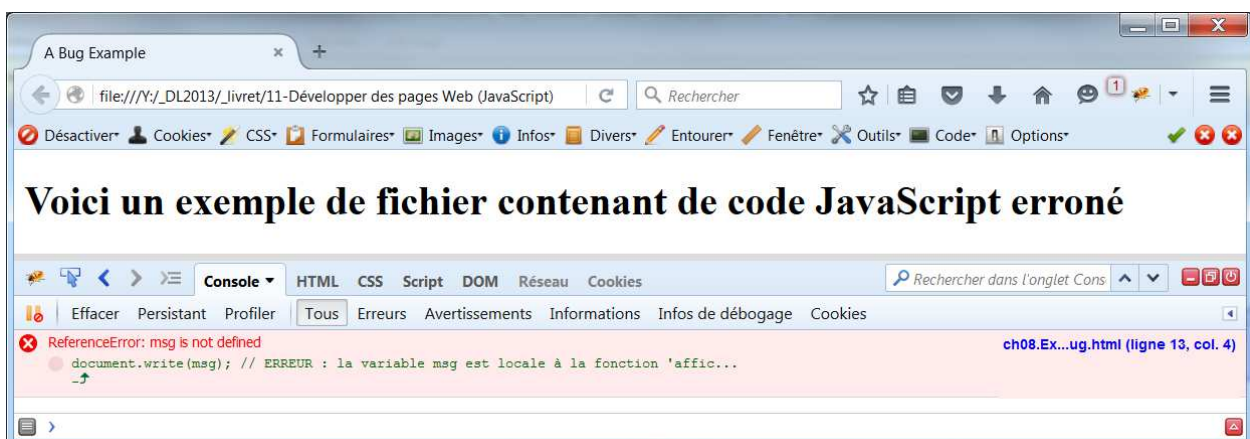 A Bug Example
file:///Y:/_DL2013/_livret/11-Développer des pages Web (JavaScript)
Rechercher
1
Désactiver Cookies CSS Formulaires Images Infos Divers Entourer Fenêtre Outils Code Options
Voici un exemple de fichier contenant de code JavaScript erroné
Console HTML CSS Script DOM Réseau Cookies
Rechercher dans l'onglet Cons
Effacer Persistant Profiler Tous Erreurs Avertissements Informations Infos de débogage Cookies
ReferenceError: msg is not defined
ch08.Ex...ug.html (ligne 13, col. 4)
document.write(msg); // ERREUR : la variable msg est locale à la fonction 'affic...